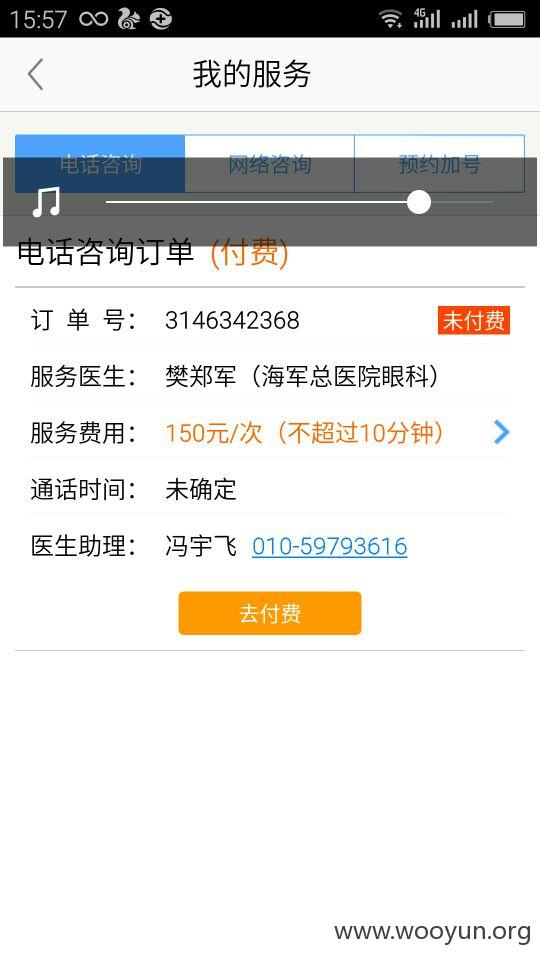 15:57
4G
我的服务
电话咨询 网络咨询 预约加号
电话咨询订单 (付费)
订 单 号： 3146342368 未付费
服务医生： 樊郑军（海军总医院眼科）
服务费用： 150元/次（不超过10分钟）
通话时间： 未确定
医生助理： 冯宇飞 010-59793616
去付费
www.wooyun.org